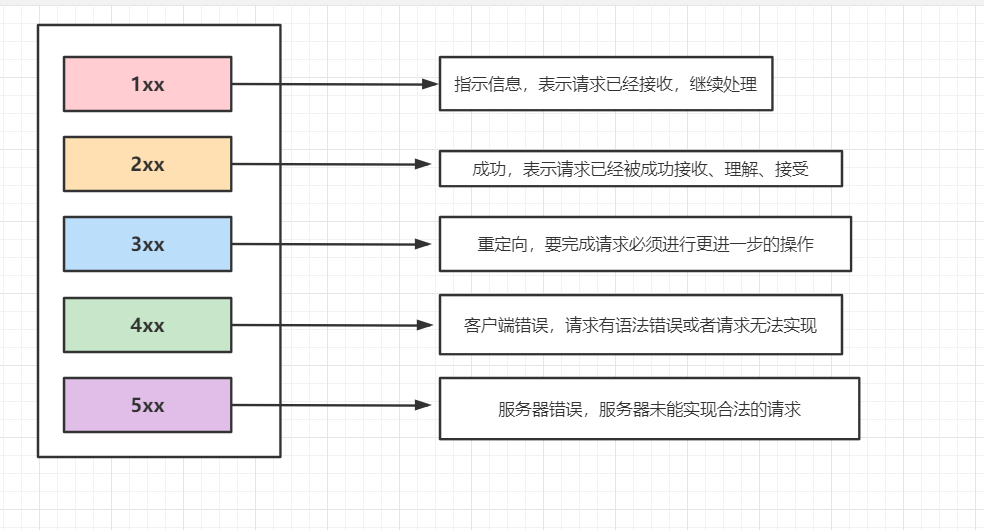 1xx
指示信息，表示请求已经接收，继续处理
2xx
成功，表示请求已经被成功接收、理解、接受
3xx
重定向，要完成请求必须进行更进一步的操作
4xx
客户端错误，请求有语法错误或者请求无法实现
5xx
服务器错误，服务器未能实现合法的请求